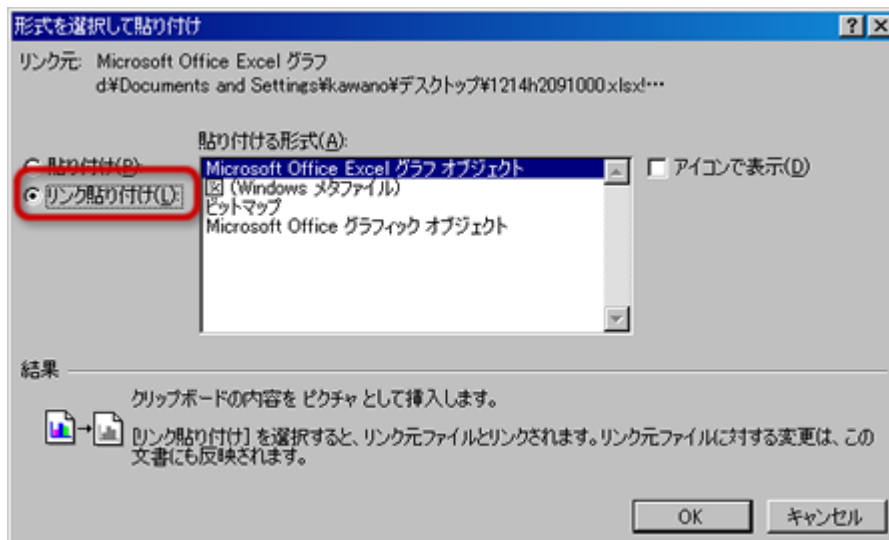 形式を選択して貼り付け
リンク元: Microsoft Office Excel グラフ
d¥Documents and Settings¥kawano¥デスクトップ¥1214h2091000.xlsx!…
貼り付ける形式(A):
貼り付け(P):
リンク貼り付け(L):
Microsoft Office Excel グラフ オブジェクト
図 (Windows メタファイル)
ビットマップ
Microsoft Office グラフィック オブジェクト
アイコンで表示(D)
結果
クリップボードの内容を ピクチャ として挿入します。
[リンク貼り付け] を選択すると、リンク元ファイルとリンクされます。リンク元ファイルに対する変更は、この
文書にも反映されます。
OK
キャンセル